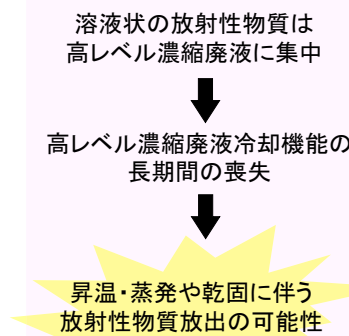 溶液状の放射性物質は
高レベル濃縮廃液に集中
高レベル濃縮廃液冷却機能の
長期間の喪失
昇温・蒸発や乾固に伴う
放射性物質放出の可能性